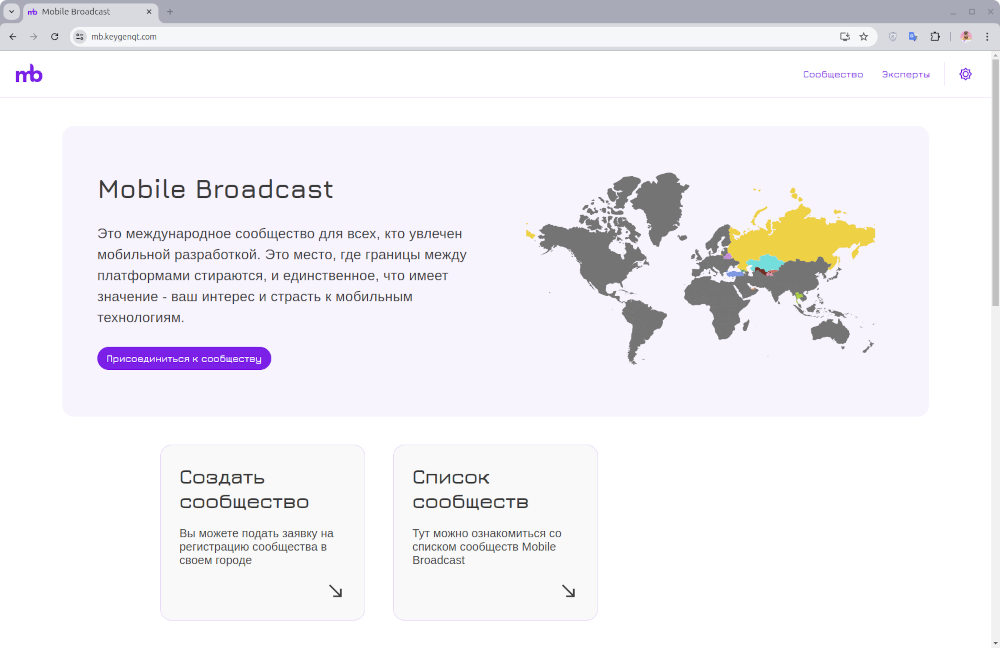 Mobile Broadcast
mb.keygenqt.com
mb
Сообщество
Эксперты
Mobile Broadcast
Это международное сообщество для всех, кто увлечен
мобильной разработкой. Это место, где границы между
платформами стираются, и единственное, что имеет
значение - ваш интерес и страсть к мобильным
технологиям.
Присоединиться к сообществу
Создать
сообщество
Вы можете подать заявку на
регистрацию сообщества в
своем городе
Список
сообществ
Тут можно ознакомиться со
списком сообществ Mobile
Broadcast